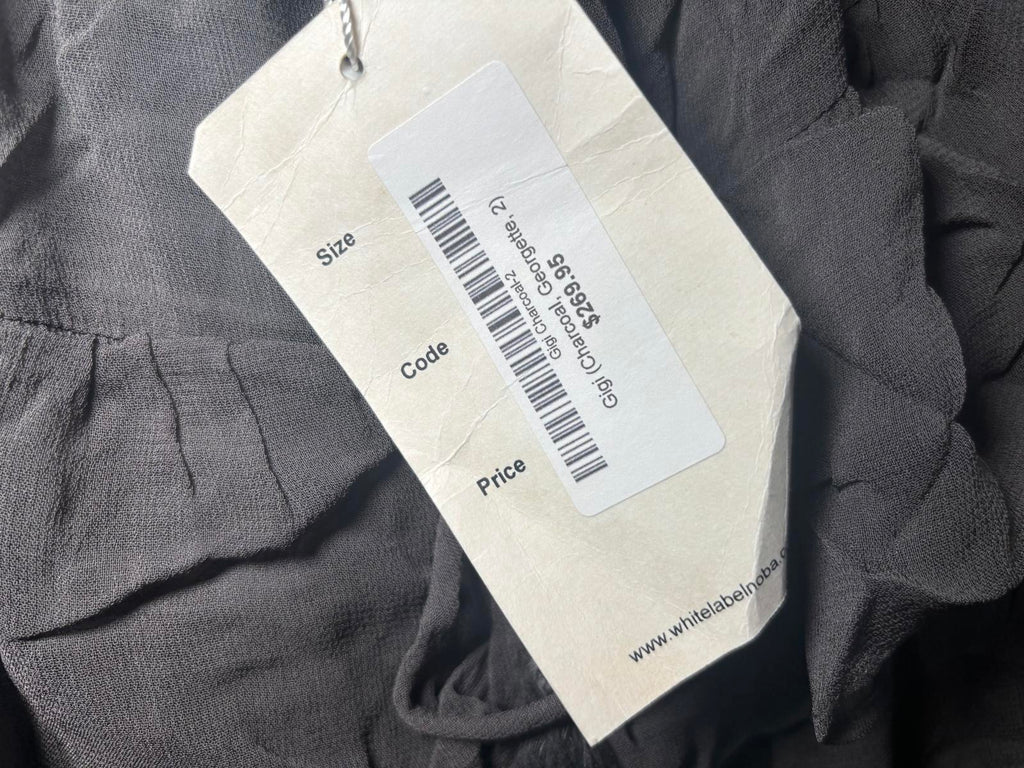 Size
Code
Price
Gigi (Charcoal, Georgette, 2)
$269.95
Gigi Charcoal-2
www.whitelabelnoba.